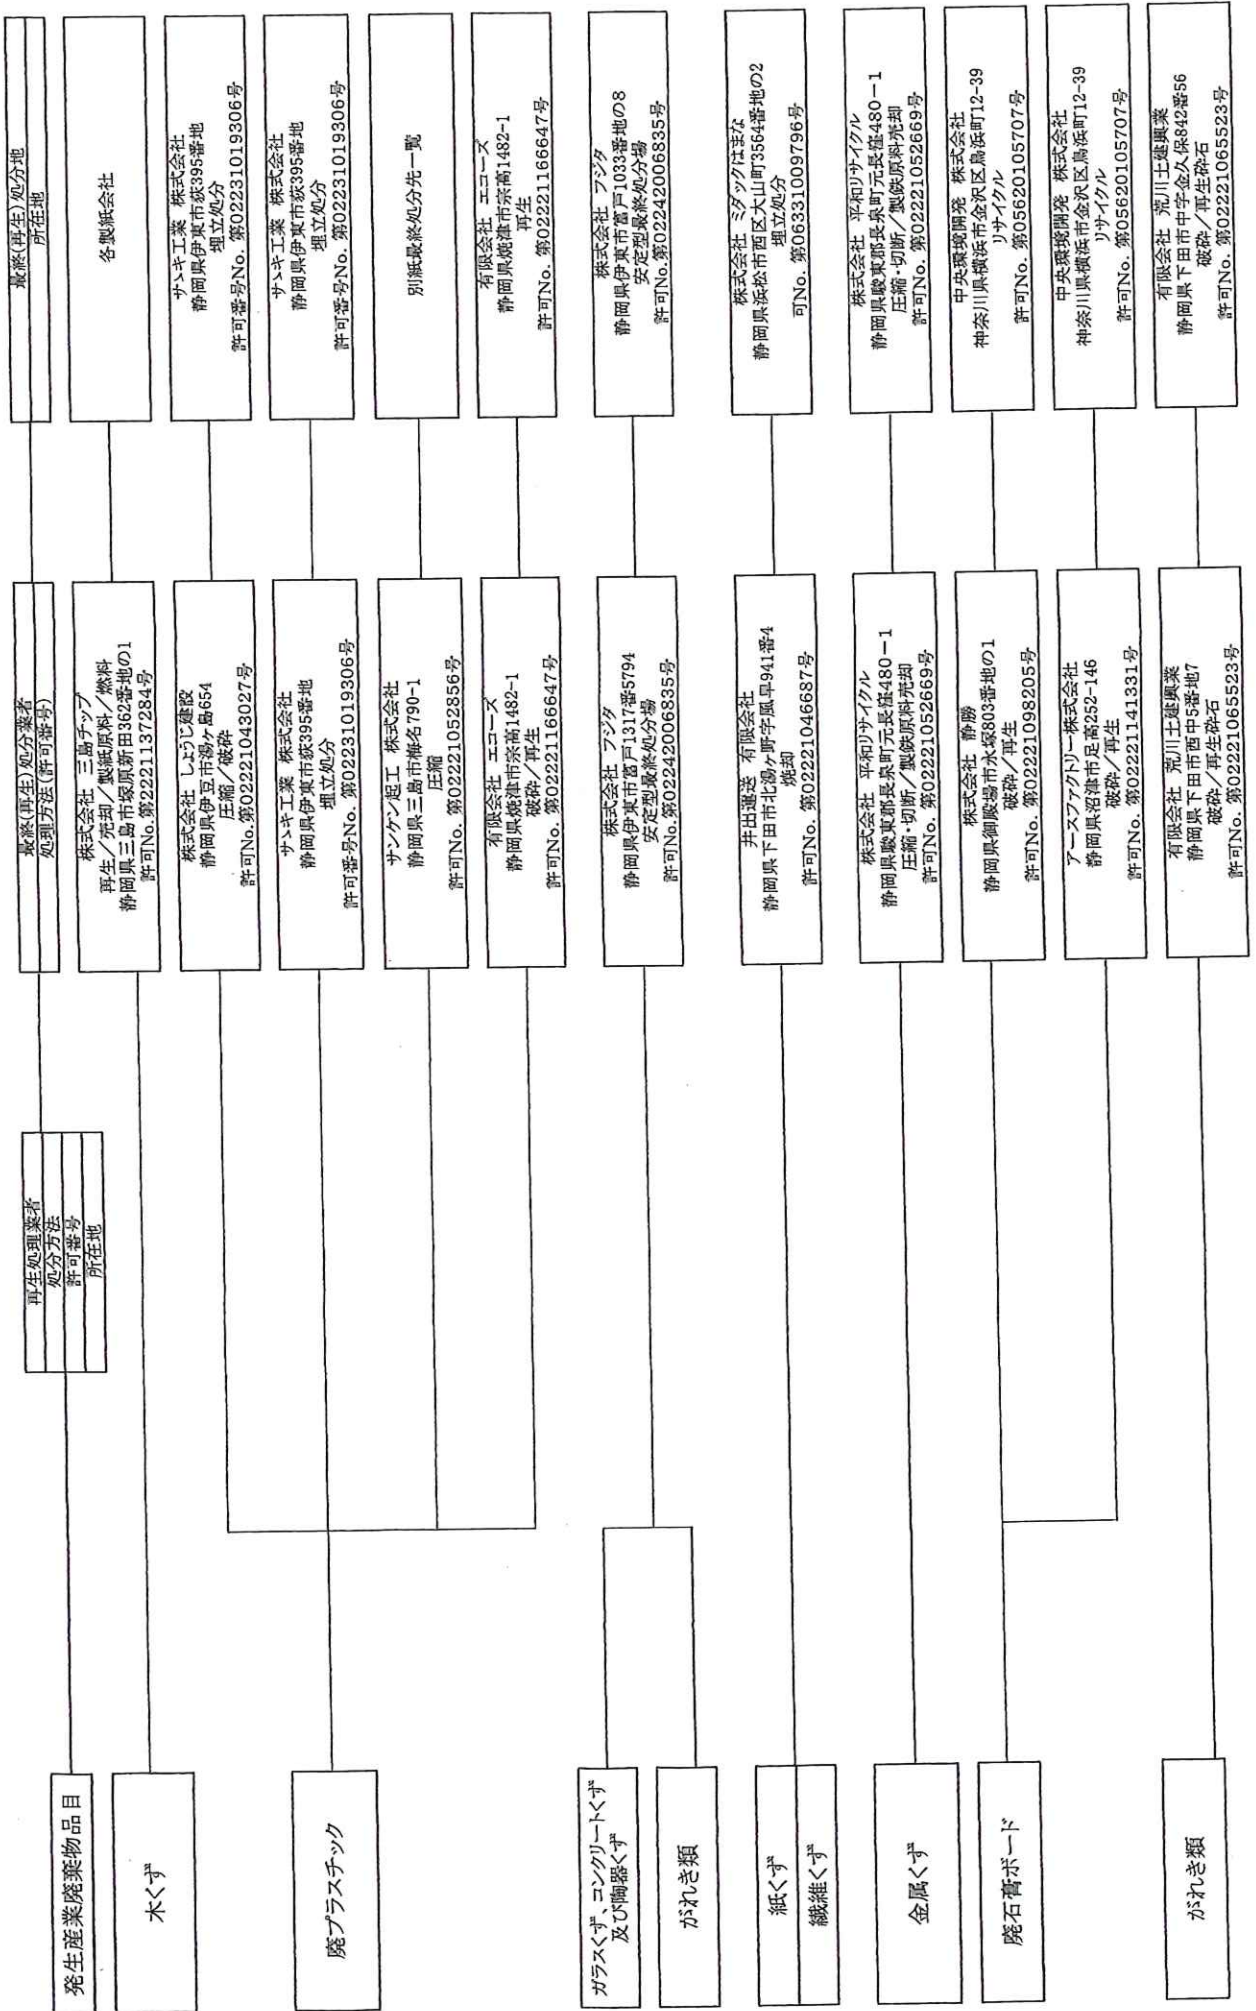 発生産業廃棄物品目
再生処理業者
処分方法
許可番号
所在地
最終(再生)処分業者
処理方法(許可番号)
最終(再生)処分地
所在地
木くず
株式会社 三島チップ
再生/売却/製紙原料/燃料
静岡県三島市塚原新田362番地の1
許可No.第02221137284号
各製紙会社
廃プラスチック
株式会社 しょうじ建設
静岡県伊豆市湯ヶ島654
圧縮/破砕
許可No. 第02221043027号
サンキ工業 株式会社
静岡県伊東市荻395番地
埋立処分
許可番号No. 第02231019306号
サンキ工業 株式会社
静岡県伊東市荻395番地
埋立処分
許可番号No. 第02231019306号
サンキ工業 株式会社
静岡県伊東市荻395番地
埋立処分
許可番号No. 第02231019306号
サンケン起工 株式会社
静岡県三島市梅名790-1
圧縮
許可No. 第02221052856号
別紙最終処分先一覧
有限会社 エコーズ
静岡県焼津市宗高1482-1
破砕/再生
許可No. 第02221166647号
有限会社 エコーズ
静岡県焼津市宗高1482-1
再生
許可No. 第02221166647号
ガラスくず、コンクリートくず
及び陶器くず
がれき類
株式会社 フジタ
静岡県伊東市富戸1317番5794
安定型最終処分場
許可No.第02242006835号
株式会社 フジタ
静岡県伊東市富戸1033番地の8
安定型最終処分場
許可No.第02242006835号
紙くず
繊維くず
井出運送 有限会社
静岡県下田市北湯ヶ野字風早941番4
焼却
許可No. 第02221046687号
株式会社 ミダックはまな
静岡県浜松市西区大山町3564番地の2
埋立処分
可No. 第06331009796号
金属くず
株式会社 平和リサイクル
静岡県駿東郡長泉町元長窪480-1
圧縮・切断/製鉄原料売却
許可No. 第02221052669号
株式会社 平和リサイクル
静岡県駿東郡長泉町元長窪480-1
圧縮・切断/製鉄原料売却
許可No. 第02221052669号
廃石膏ボード
株式会社 静勝
静岡県御殿場市永塚803番地の1
破砕/再生
許可No. 第02221098205号
中央環境開発 株式会社
神奈川県横浜市金沢区鳥浜町12-39
リサイクル
許可No. 第05620105707号
アースファクトリー株式会社
静岡県沼津市足高252-146
破砕/再生
許可No. 第02221141331号
中央環境開発 株式会社
神奈川県横浜市金沢区鳥浜町12-39
リサイクル
許可No. 第05620105707号
がれき類
有限会社 荒川土建興業
静岡県下田市西中5番地7
破砕/再生砕石
許可No. 第02221065523号
有限会社 荒川土建興業
静岡県下田市中字金久保842番56
破砕/再生砕石
許可No. 第02221065523号